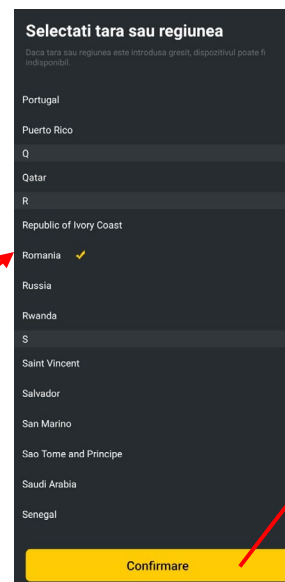 Selectati tara sau regiunea
Daca tara sau regiunea este introdusa gresit, dispozitivul poate fi
indisponibil.
Portugal
Puerto Rico
Q
Qatar
R
Republic of Ivory Coast
Romania
Russia
Rwanda
S
Saint Vincent
Salvador
San Marino
Sao Tome and Principe
Saudi Arabia
Senegal
Confirmare